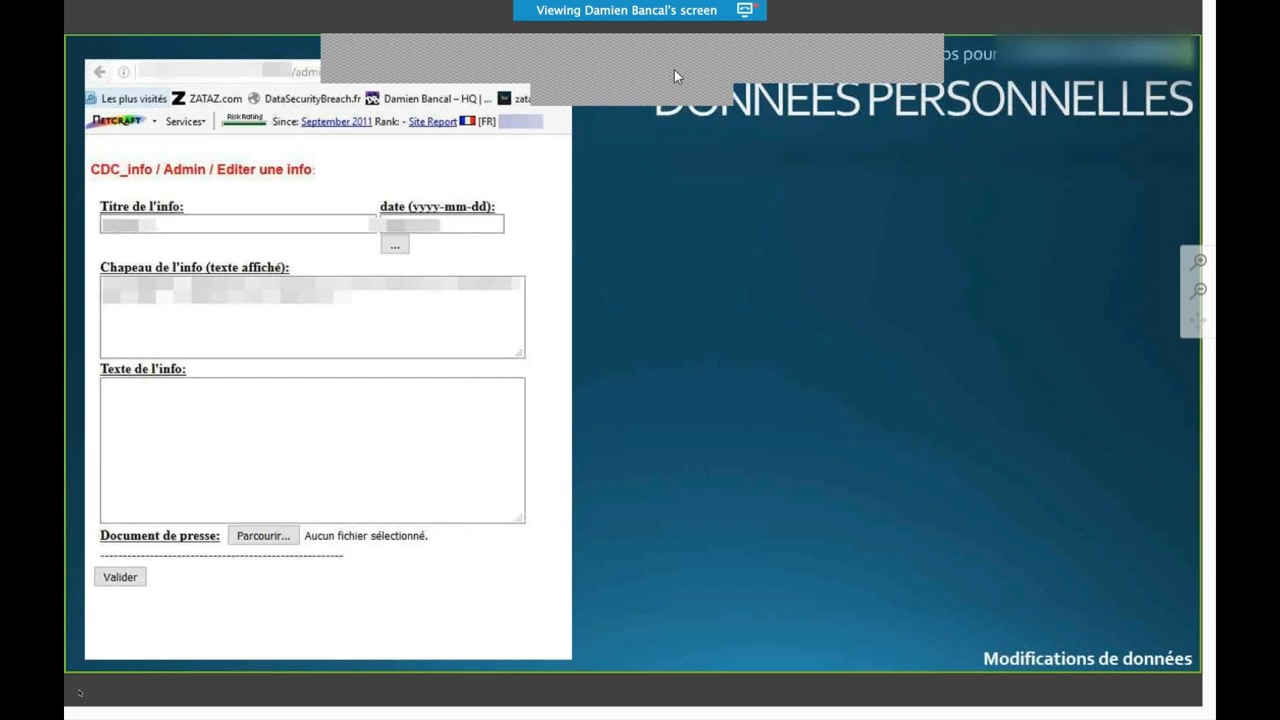 Viewing Damien Bancal's screen
pour
DONNEES PERSONNELLES
/admi
Les plus visités ZATAZ.com DataSecurityBreach.fr Damien Bancal – HQ | ... zata
NETCRAFT Services Risk Rating Since: September 2011 Rank: - Site Report [FR]
CDC_info / Admin / Editer une info:
Titre de l'info: date (yyyy-mm-dd):
...
Chapeau de l'info (texte affiché):
Texte de l'info:
Document de presse: Parcourir... Aucun fichier sélectionné.
Valider
Modifications de données